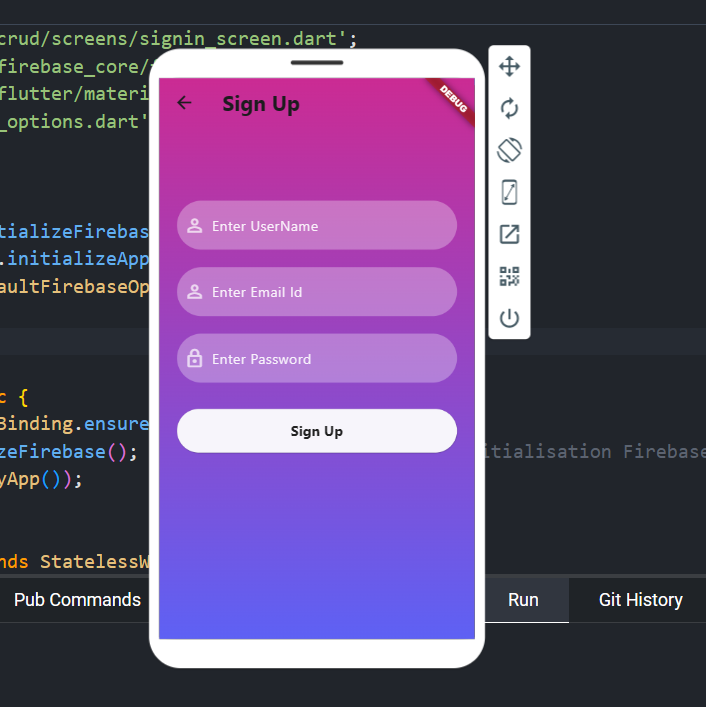 crud/screens/signin_screen.dart';
firebase_core/
flutter/materi
_options.dart'
Sign Up
DEBUG
Enter UserName
tializeFirebas
.initializeApp
Enter Email Id
aultFirebaseOp
Enter Password
c {
Binding.ensure
Sign Up
zeFirebase();
itialisation Firebase
yApp());
nds StatelessW
Pub Commands
Run
Git History